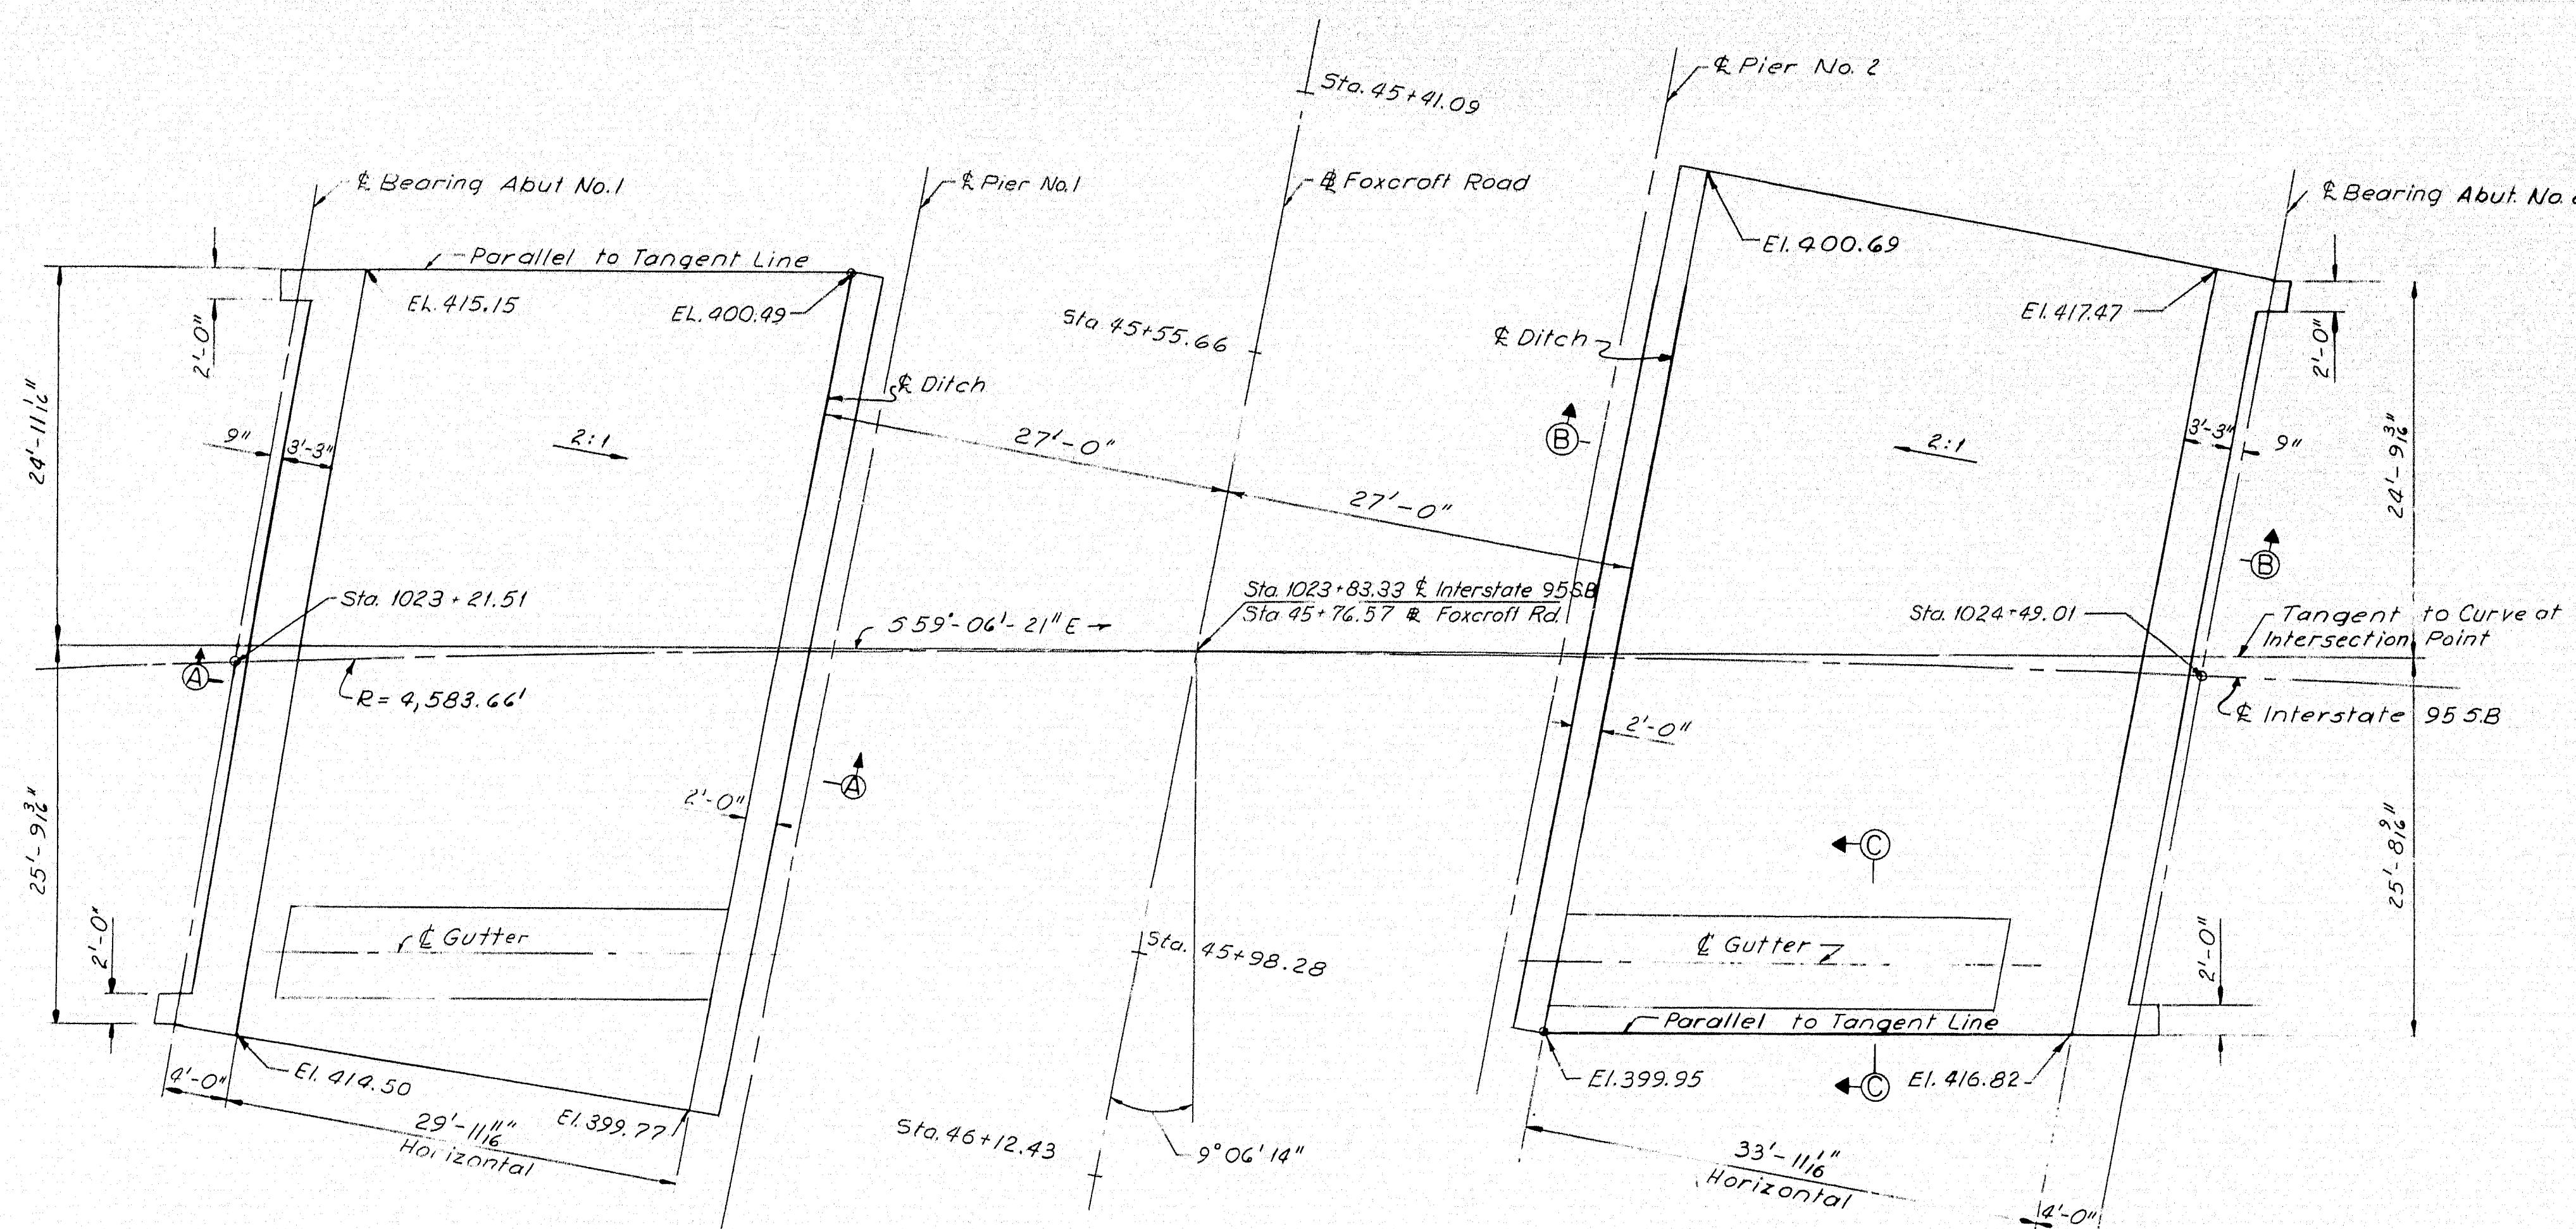 ℄ Pier No. 2
Sta. 45+41.09
℄ Bearing Abut No.1
℄ Pier No.1
℄ Foxcroft Road
℄ Bearing Abut. No.
Parallel to Tangent Line
El. 400.69
EL. 415.15
EL. 400.49
El. 417.47
2'-0"
Sta. 45+55.66
℄ Ditch
2'-0"
℄ Ditch
24'-11 1/16"
9"
3'-3"
2:1
27'-0"
B
2:1
3'-3"
9"
24'-9 3/16"
27'-0"
B
Sta. 1023+21.51
Sta. 1023+83.33 ℄ Interstate 95 S.B
Sta. 45+76.57 ℄ Foxcroft Rd.
Sta. 1024+49.01
Tangent to Curve at
Intersection Point
S 59°-06'-21" E
A
R = 4,583.66'
℄ Interstate 95 S.B
2'-0"
A
2'-0"
25'-9 3/16"
C
25'-8 9/16"
2'-0"
℄ Gutter
Sta. 45+98.28
℄ Gutter
2'-0"
Parallel to Tangent Line
4'-0"
El. 414.50
El. 399.95
C
El. 416.82
29'-11 11/16"
Horizontal
El. 399.77
Sta. 46+12.43
9°06'14"
33'-11 1/16"
Horizontal
4'-0"